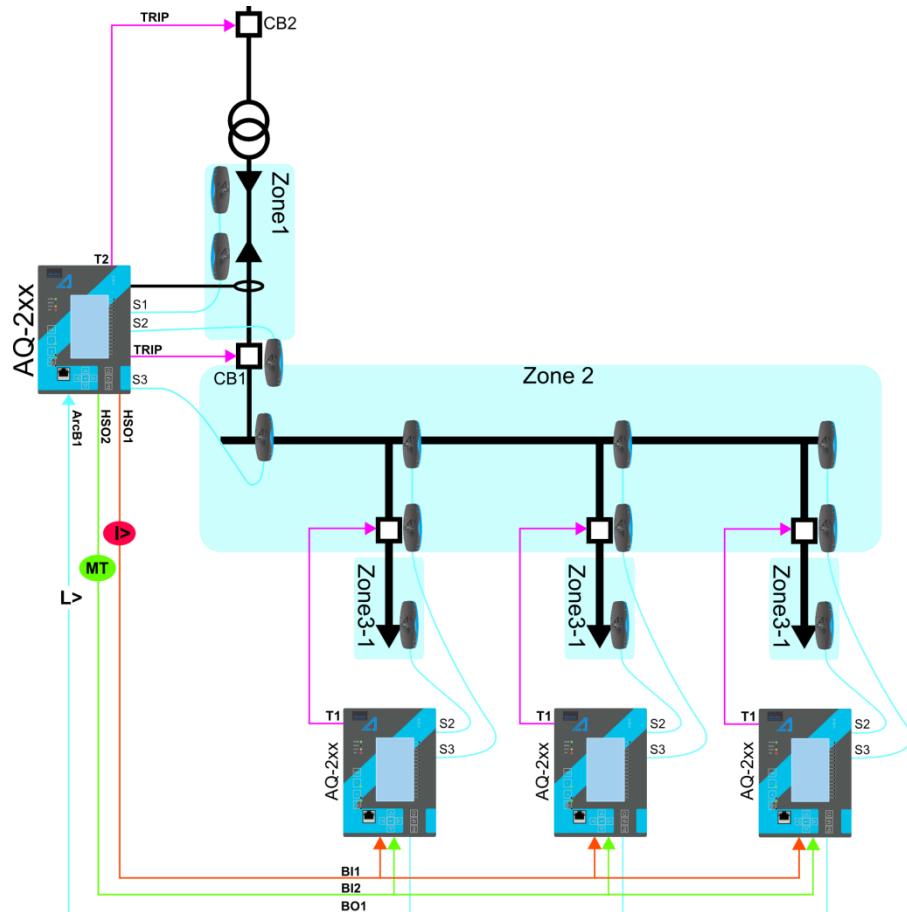 TRIP
CB2
Zone1
T2
AQ-2xx
S1
S2
TRIP
CB1
S3
Zone 2
ArcB1
HSO2
HSO1
I>
MT
L>
Zone3-1
Zone3-1
Zone3-1
T1
S2
S3
AQ-2xx
T1
S2
S3
AQ-2xx
T1
S2
S3
AQ-2xx
BI1
BI2
BO1